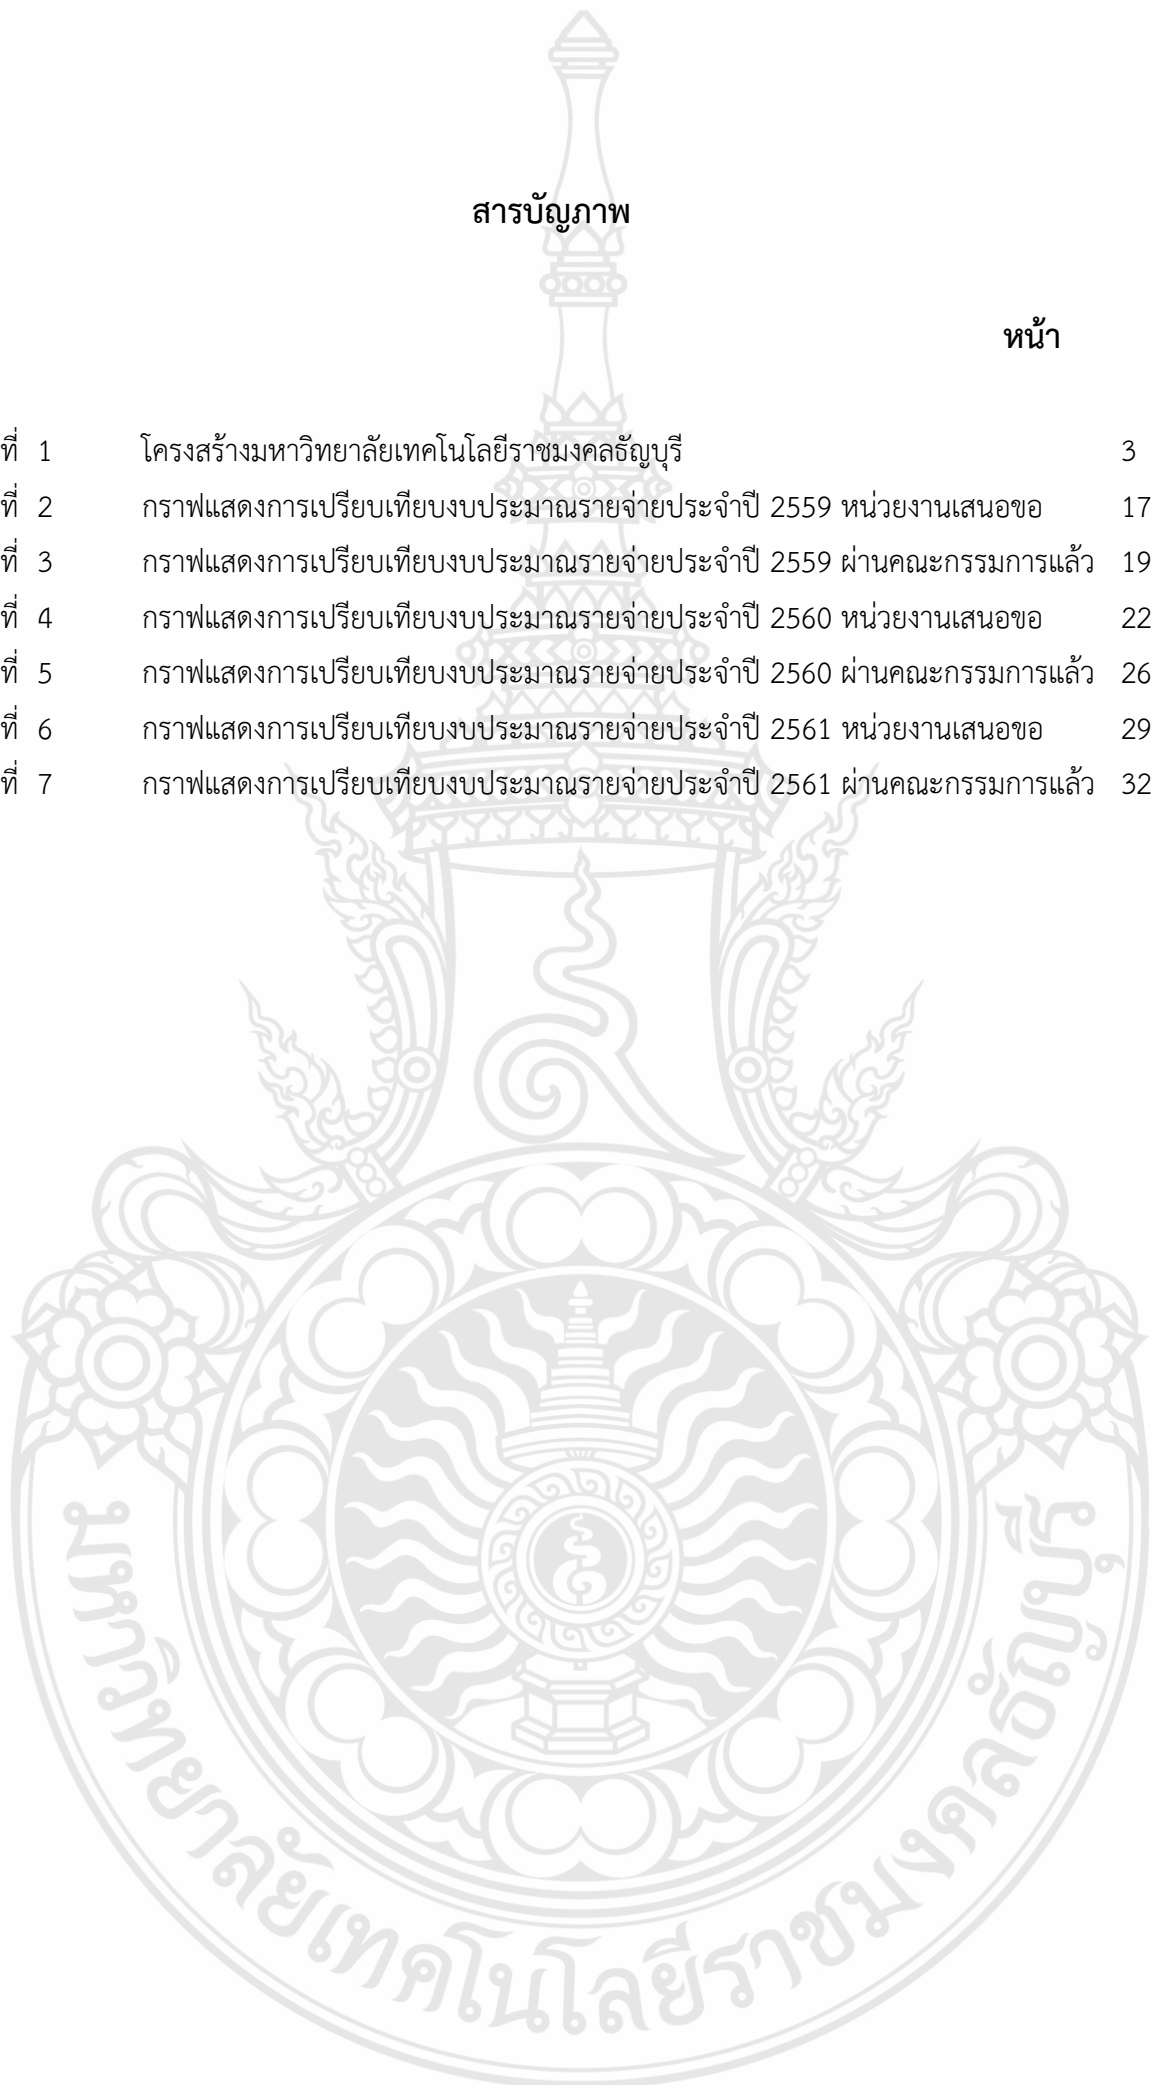 สารบัญภาพ
หน้า
ที่ 1 โครงสร้างมหาวิทยาลัยเทคโนโลยีราชมงคลธัญบุรี 3
ที่ 2 กราฟแสดงการเปรียบเทียบงบประมาณรายจ่ายประจำปี 2559 หน่วยงานเสนอขอ 17
ที่ 3 กราฟแสดงการเปรียบเทียบงบประมาณรายจ่ายประจำปี 2559 ผ่านคณะกรรมการแล้ว 19
ที่ 4 กราฟแสดงการเปรียบเทียบงบประมาณรายจ่ายประจำปี 2560 หน่วยงานเสนอขอ 22
ที่ 5 กราฟแสดงการเปรียบเทียบงบประมาณรายจ่ายประจำปี 2560 ผ่านคณะกรรมการแล้ว 26
ที่ 6 กราฟแสดงการเปรียบเทียบงบประมาณรายจ่ายประจำปี 2561 หน่วยงานเสนอขอ 29
ที่ 7 กราฟแสดงการเปรียบเทียบงบประมาณรายจ่ายประจำปี 2561 ผ่านคณะกรรมการแล้ว 32
มหาวิทยาลัยเทคโนโลยีราชมงคลธัญบุรี